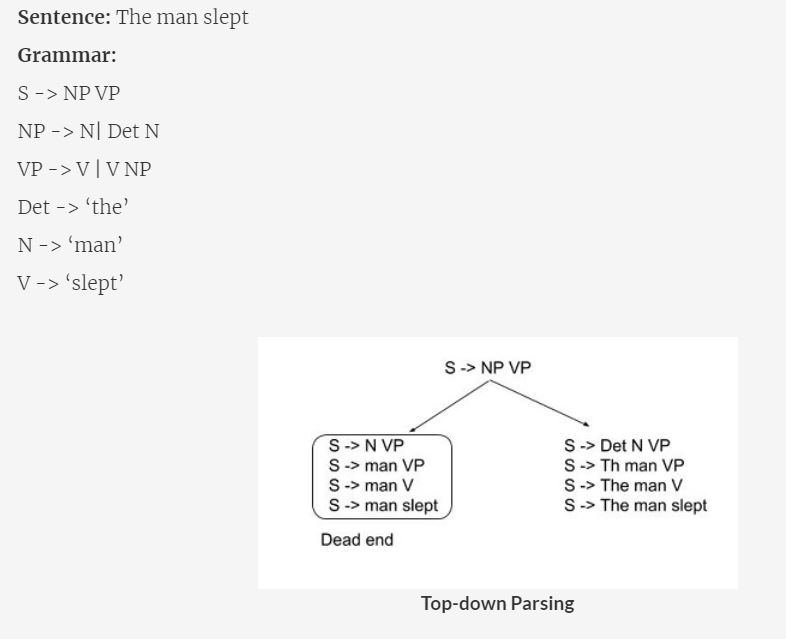 Sentence: The man slept
Grammar:
S -> NP VP
NP -> N| Det N
VP -> V | V NP
Det -> ‘the’
N -> ‘man’
V -> ‘slept’
S -> NP VP
S -> N VP
S -> man VP
S -> man V
S -> man slept
Dead end
S -> Det N VP
S -> Th man VP
S -> The man V
S -> The man slept
Top-down Parsing